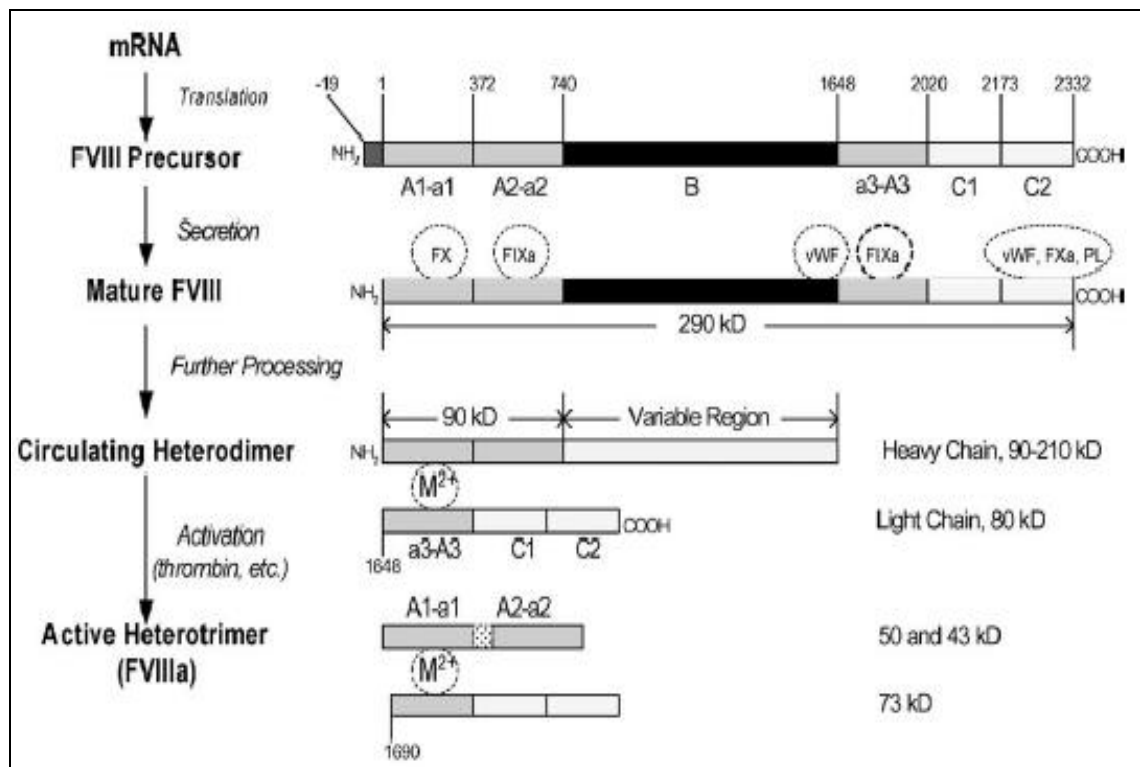 mRNA
Translation
-19 1 372 740 1648 2020 2173 2332
FVIII Precursor NH2 COOH
A1-a1 A2-a2 B a3-A3 C1 C2
Secretion
FX FIXa vWF FIXa vWF, FXa, PL
Mature FVIII NH2 COOH
290 kD
Further Processing
90 kD Variable Region
Circulating Heterodimer NH2 Heavy Chain, 90-210 kD
M2+
COOH Light Chain, 80 kD
Activation
(thrombin, etc.)
a3-A3 C1 C2
1648
A1-a1 A2-a2
Active Heterotrimer
(FVIIIa)
50 and 43 kD
M2+
73 kD
1690